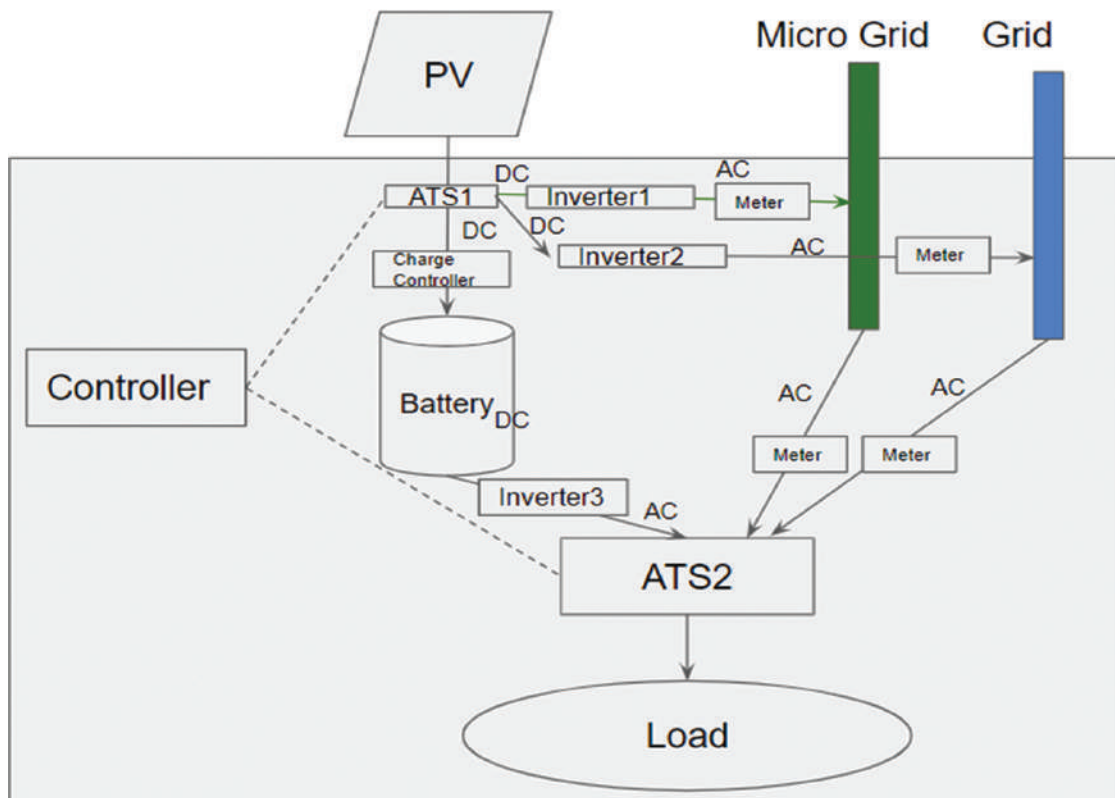 Micro Grid
Grid
PV
DC
AC
ATS1
Inverter1
Meter
DC
DC
Charge
Controller
Inverter2
AC
Meter
Controller
Battery
DC
AC
AC
Meter
Meter
Inverter3
AC
ATS2
Load